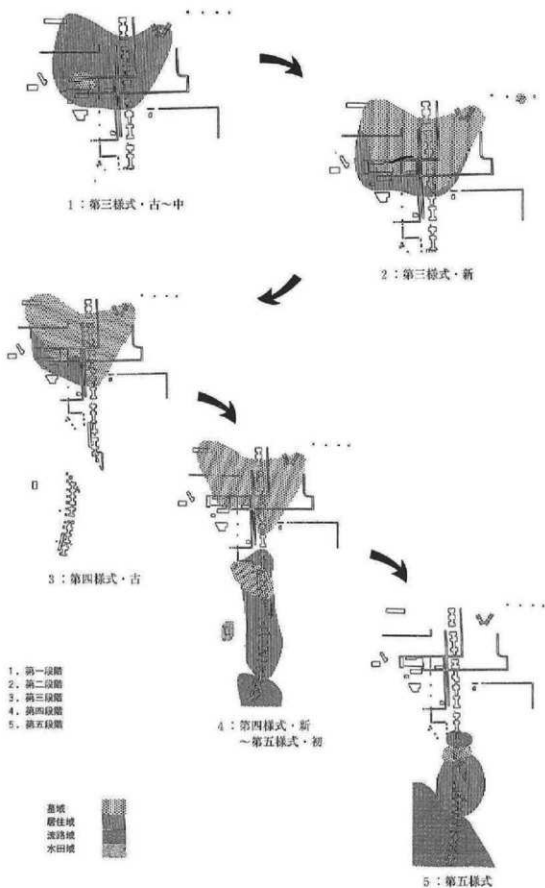 1：第三様式・古～中
2：第三様式・新
3：第四様式・古
4：第四様式・新
～第五様式・初
5：第五様式
1. 第一段階
2. 第二段階
3. 第三段階
4. 第四段階
5. 第五段階
墓域
居住域
流路域
水田域